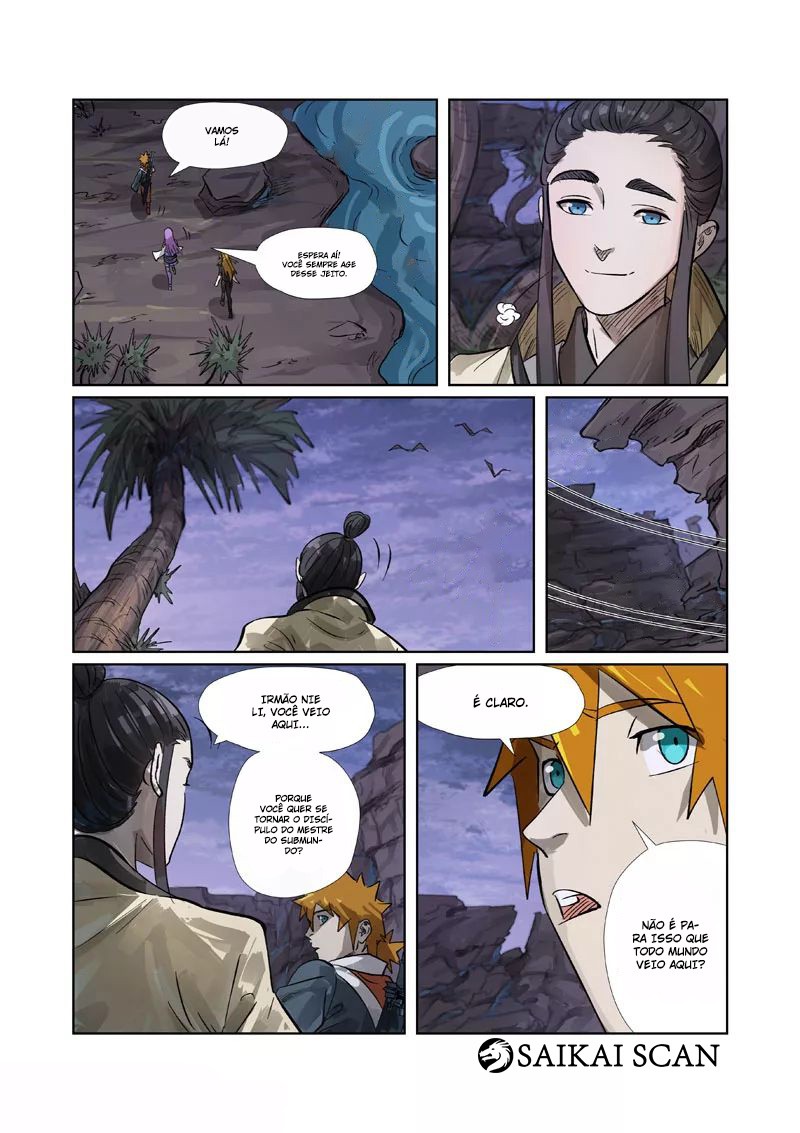 VAMOS
LÁ!
ESPERA AÍ!
VOCÊ SEMPRE AGE
DESSE JEITO.
IRMÃO NIE
LI, VOCÊ VEIO
AQUI...
PORQUE
VOCÊ QUER SE
TORNAR O DISCÍ-
PULO DO MESTRE
DO SUBMUN-
DO?
É CLARO.
NÃO É PA-
RA ISSO QUE
TODO MUNDO
VEIO AQUI?
SAIKAI SCAN